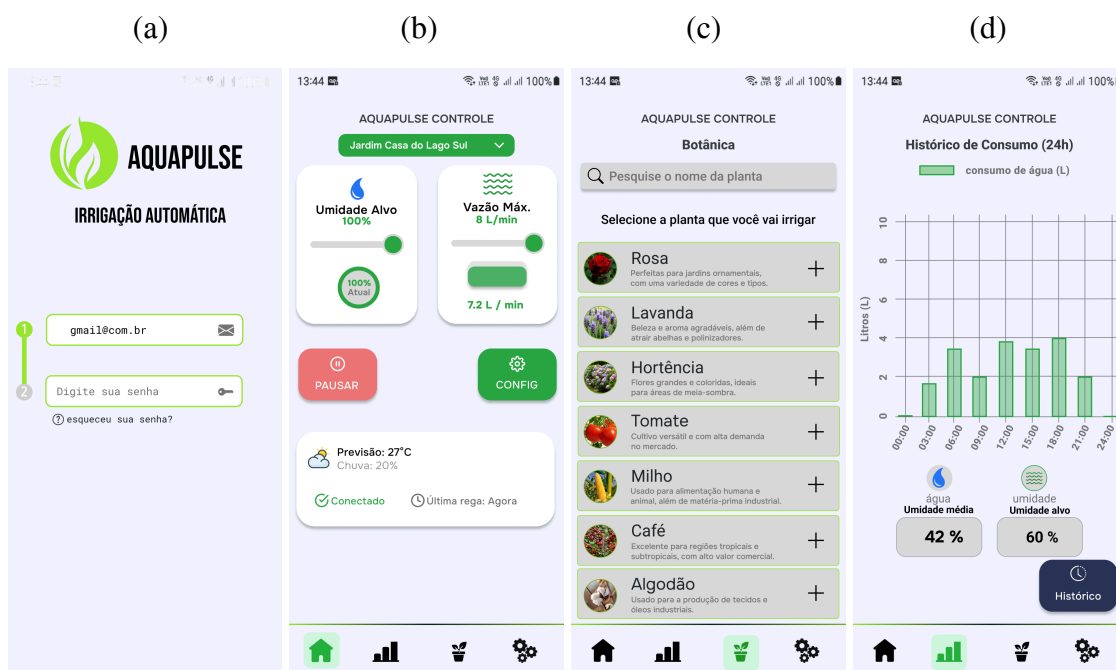 (a)
(b)
(c)
(d)
AQUAPULSE
IRRIGAÇÃO AUTOMÁTICA
1
gmail@com.br
2
Digite sua senha
? esqueceu sua senha?
13:44
100%
AQUAPULSE CONTROLE
Jardim Casa do Lago Sul
Umidade Alvo
100%
100%
Atual
Vazão Máx.
8 L/min
7.2 L / min
PAUSAR
CONFIG
Previsão: 27°C
Chuva: 20%
Conectado
Última rega: Agora
13:44
100%
AQUAPULSE CONTROLE
Botânica
Pesquise o nome da planta
Selecione a planta que você vai irrigar
Rosa
Perfeitas para jardins ornamentais,
com uma variedade de cores e tipos.
Lavanda
Beleza e aroma agradáveis, além de
atrair abelhas e polinizadores.
Hortência
Flores grandes e coloridas, ideais
para áreas de meia-sombra.
Tomate
Cultivo versátil e com alta demanda
no mercado.
Milho
Usado para alimentação humana e
animal, além de matéria-prima industrial.
Café
Excelente para regiões tropicais e
subtropicais, com alto valor comercial.
Algodão
Usado para a produção de tecidos e
óleos industriais.
13:44
100%
AQUAPULSE CONTROLE
Histórico de Consumo (24h)
consumo de água (L)
Litros (L)
10
8
6
4
2
0
00:00
03:00
06:00
09:00
12:00
15:00
18:00
21:00
24:00
água
Umidade média
42 %
umidade
Umidade alvo
60 %
Histórico